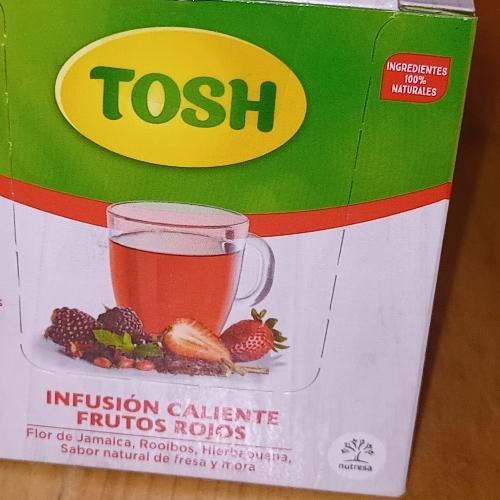 TOSH
INGREDIENTES
100%
NATURALES
INFUSIÓN CALIENTE
FRUTOS ROJOS
Flor de Jamaica, Rooibos, Hierbabuena,
Sabor natural de fresa y mora
nutresa